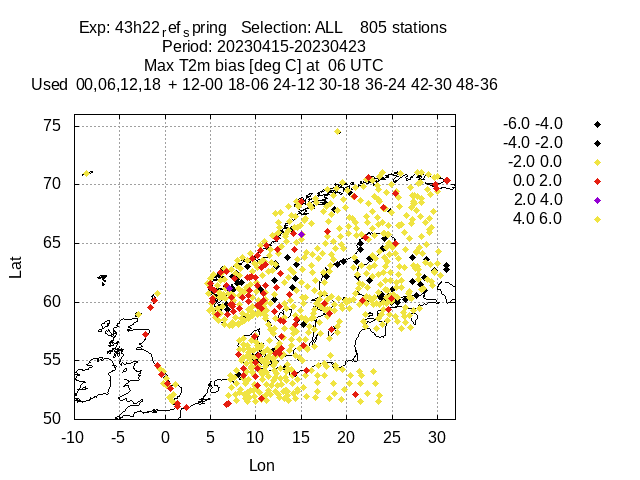 Exp: 43h22refspring Selection: ALL 805 stations
Period: 20230415-20230423
Max T2m bias [deg C] at 06 UTC
Used 00,06,12,18 + 12-00 18-06 24-12 30-18 36-24 42-30 48-36
-6.0 -4.0
-4.0 -2.0
-2.0 0.0
0.0 2.0
2.0 4.0
4.0 6.0
75
70
65
60
55
50
Lat
-10 -5 0 5 10 15 20 25 30
Lon